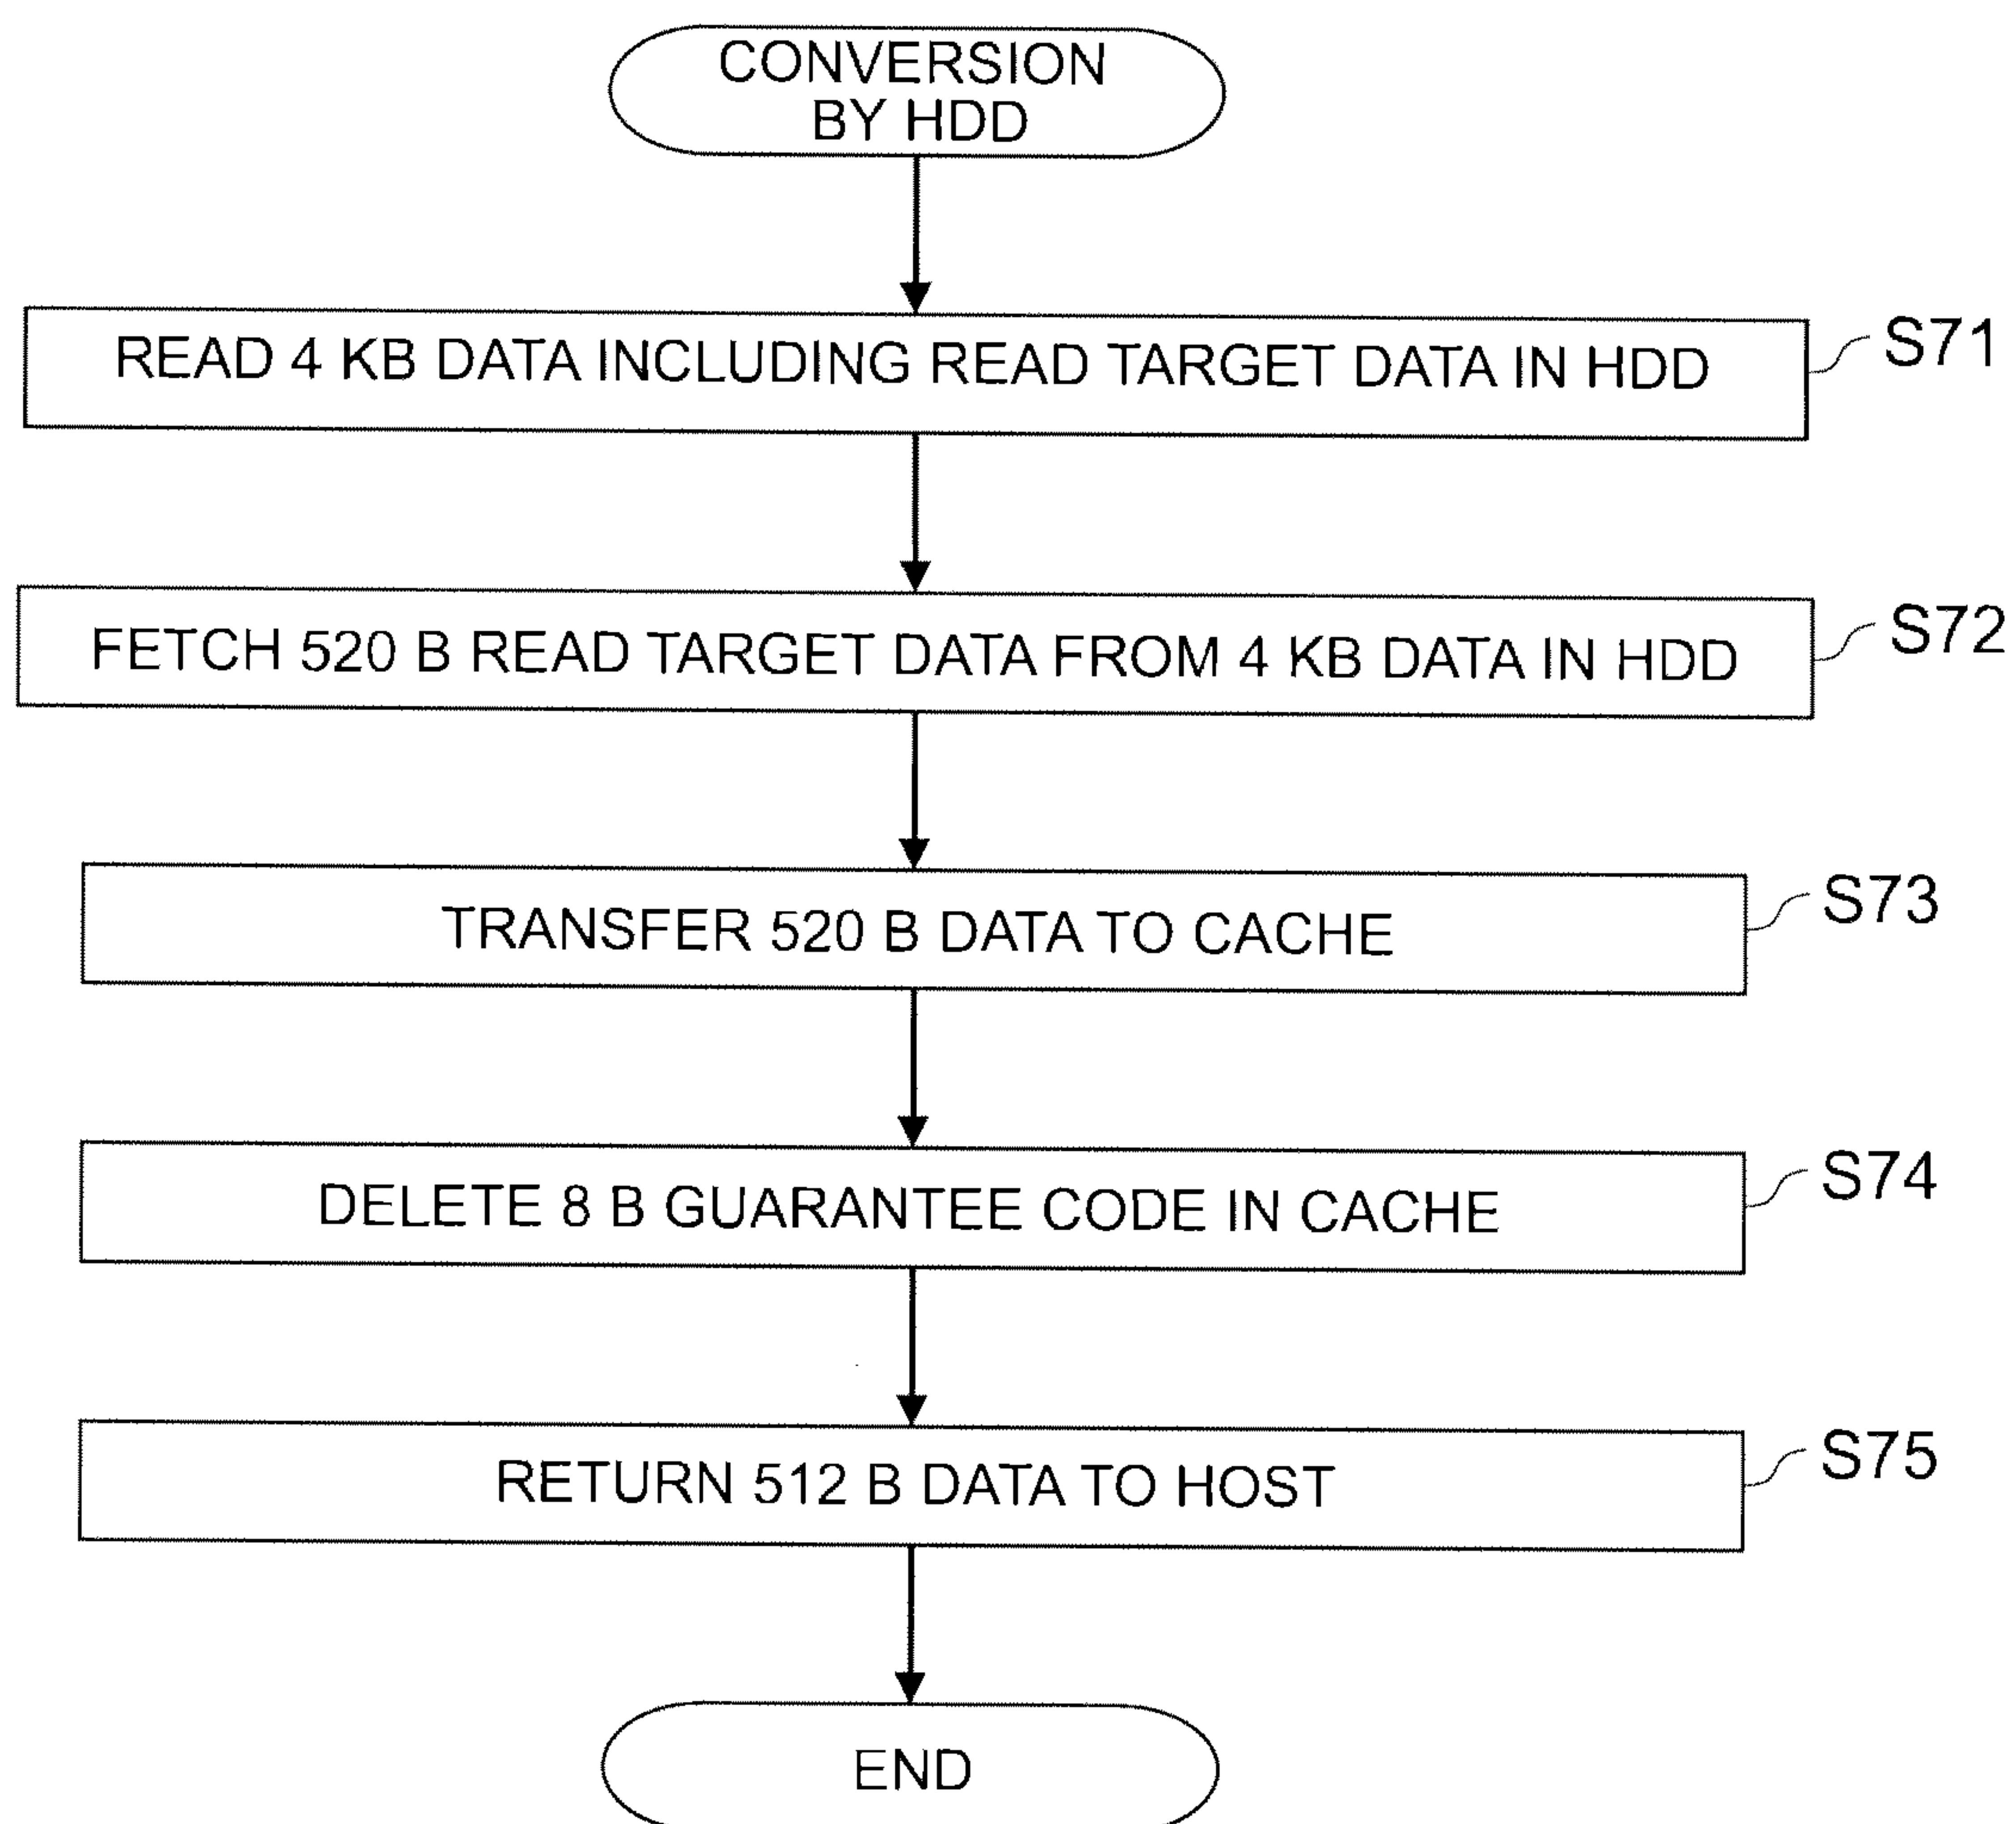 CONVERSION
BY HDD
READ 4 KB DATA INCLUDING READ TARGET DATA IN HDD
S71
FETCH 520 B READ TARGET DATA FROM 4 KB DATA IN HDD
S72
TRANSFER 520 B DATA TO CACHE
S73
DELETE 8 B GUARANTEE CODE IN CACHE
S74
RETURN 512 B DATA TO HOST
S75
END